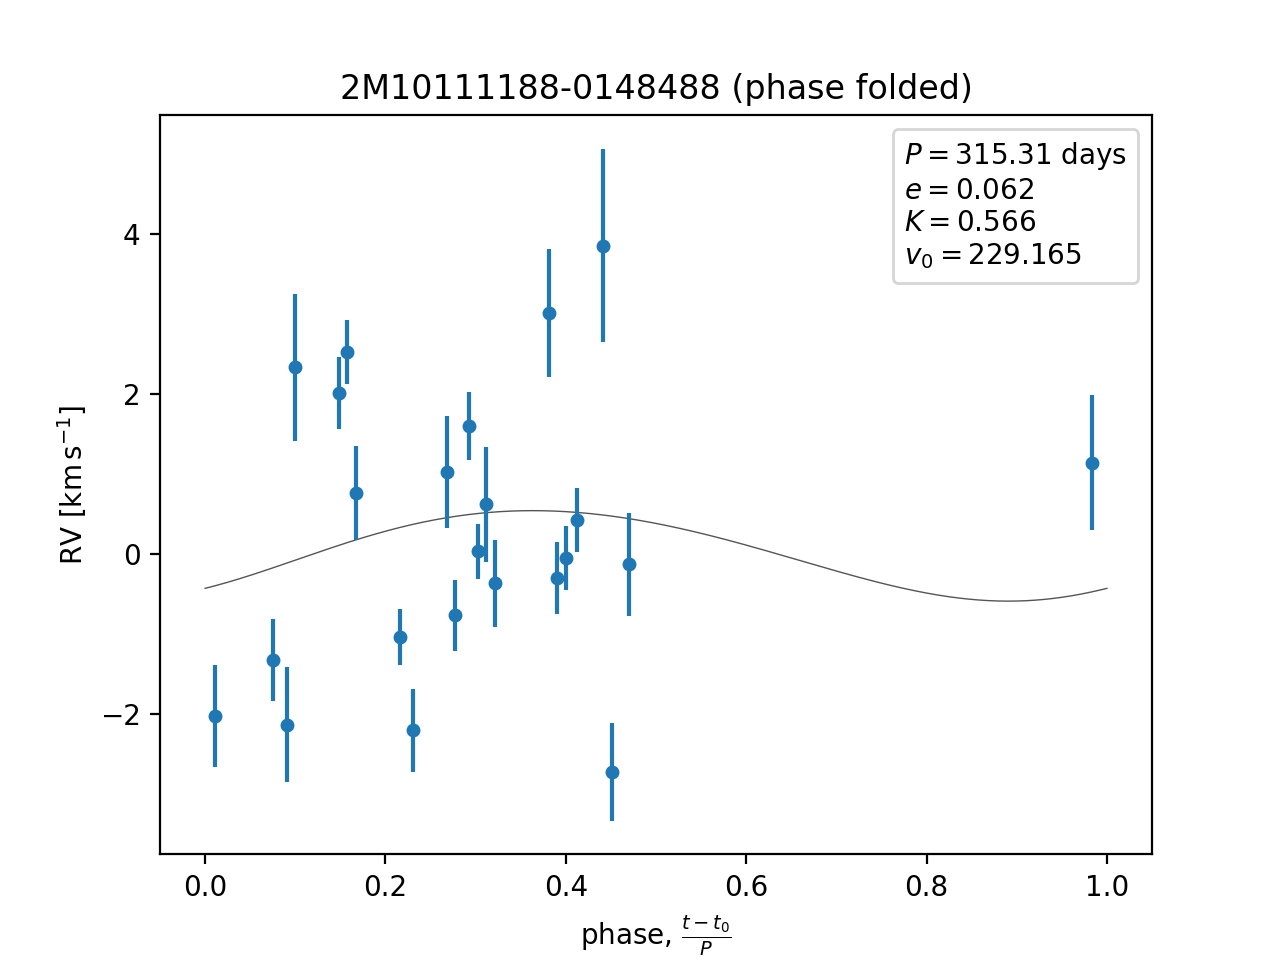 2M10111188-0148488 (phase folded)
P = 315.31 days
e = 0.062
K = 0.566
v₀ = 229.165
RV [km s⁻¹]
4
2
0
−2
0.0 0.2 0.4 0.6 0.8 1.0
phase, (t − t₀)/P